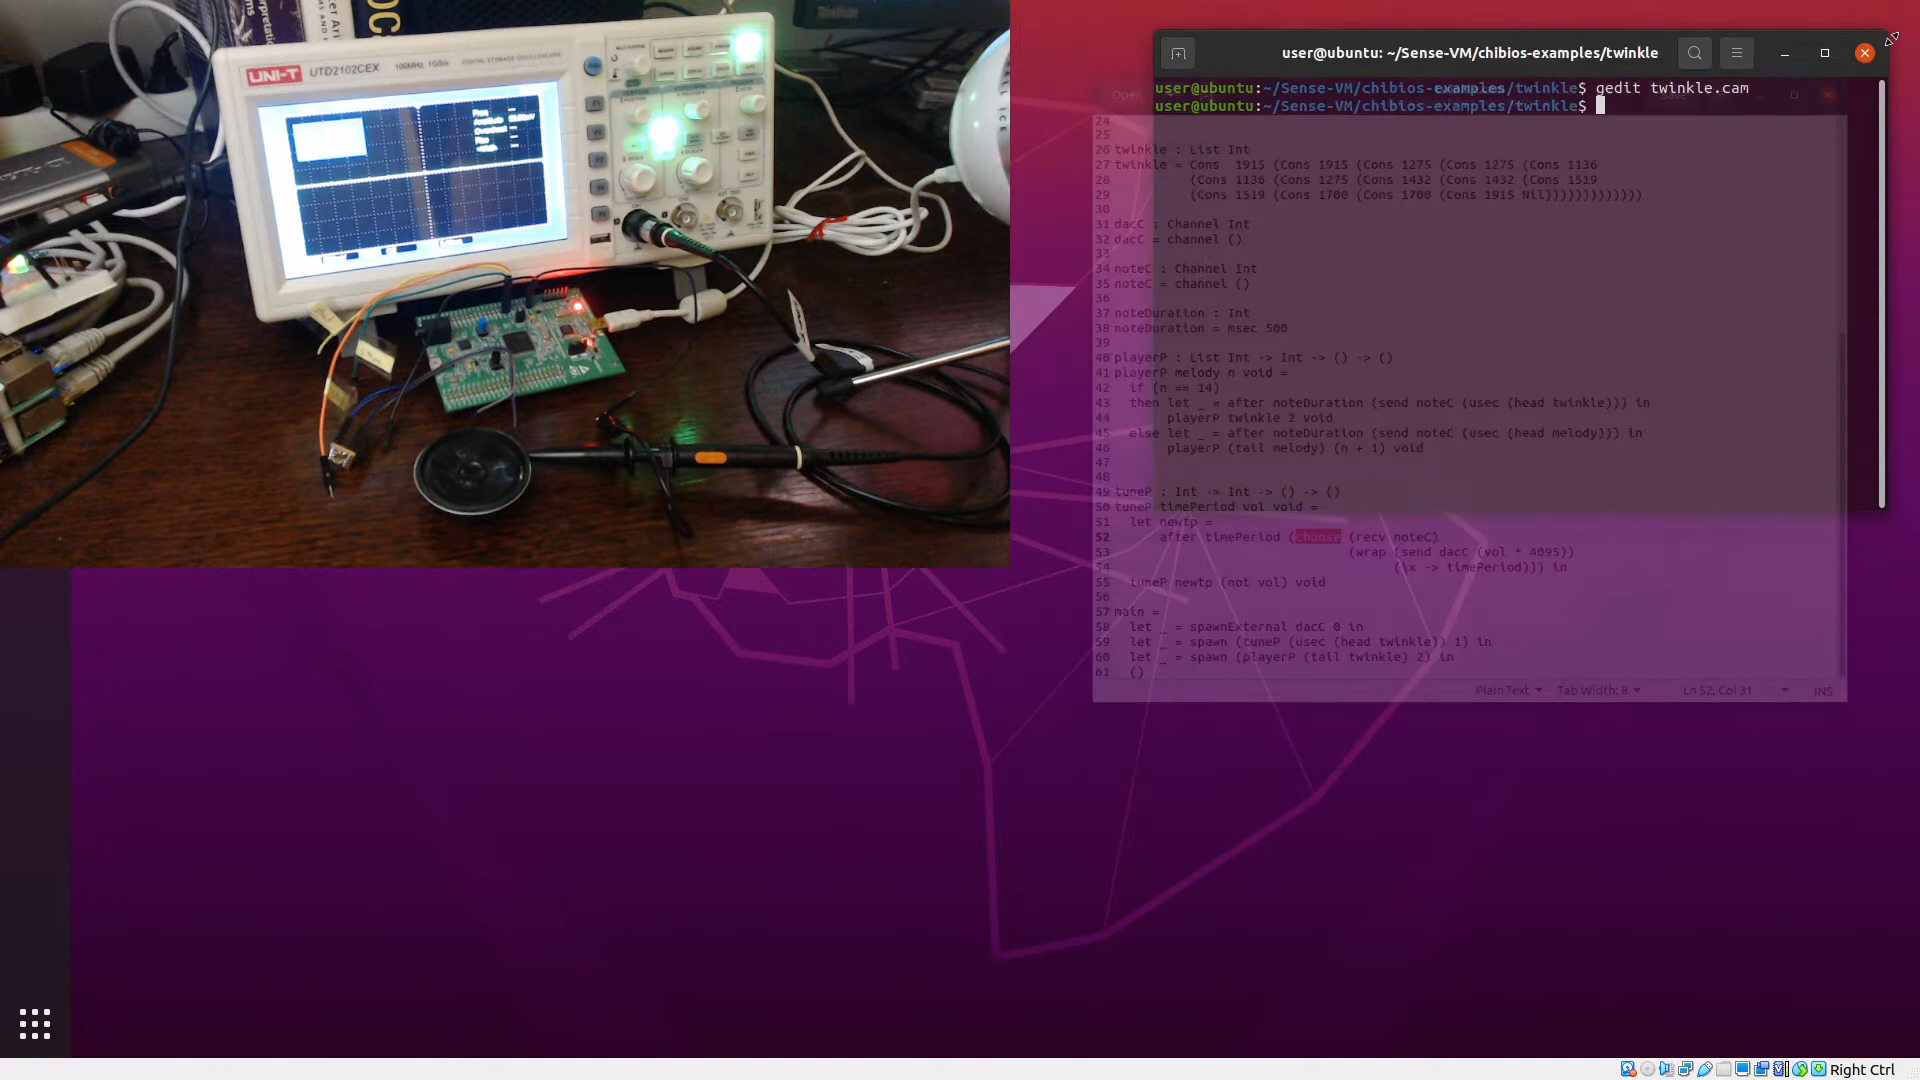 UNI-T UTD2102CEX 100MHz 1GS/s
user@ubuntu: ~/Sense-VM/chibios-examples/twinkle
user@ubuntu:~/Sense-VM/chibios-examples/twinkle$ gedit twinkle.cam
user@ubuntu:~/Sense-VM/chibios-examples/twinkle$
24
25
26 twinkle : List Int
27 twinkle = Cons 1915 (Cons 1915 (Cons 1275 (Cons 1275 (Cons 1136
28 (Cons 1136 (Cons 1275 (Cons 1432 (Cons 1432 (Cons 1519
29 (Cons 1519 (Cons 1700 (Cons 1700 (Cons 1915 Nil)))))))))))))
30
31 dacC : Channel Int
32 dacC = channel ()
33
34 noteC : Channel Int
35 noteC = channel ()
36
37 noteDuration : Int
38 noteDuration = msec 500
39
40 playerP : List Int -> Int -> () -> ()
41 playerP melody n void =
42 if (n == 14)
43 then let _ = after noteDuration (send noteC (usec (head twinkle))) in
44 playerP twinkle 2 void
45 else let _ = after noteDuration (send noteC (usec (head melody))) in
46 playerP (tail melody) (n + 1) void
47
48
49 tuneP : Int -> Int -> () -> ()
50 tuneP timePeriod vol void =
51 let newtp =
52 after timePeriod (choose (recv noteC)
53 (wrap (send dacC (vol * 4095))
54 (\x -> timePeriod))) in
55 tuneP newtp (not vol) void
56
57 main =
58 let _ = spawnExternal dacC 0 in
59 let _ = spawn (tuneP (usec (head twinkle)) 1) in
60 let _ = spawn (playerP (tail twinkle) 2) in
61 ()
Plain Text Tab Width: 8 Ln 52, Col 31 INS
Right Ctrl